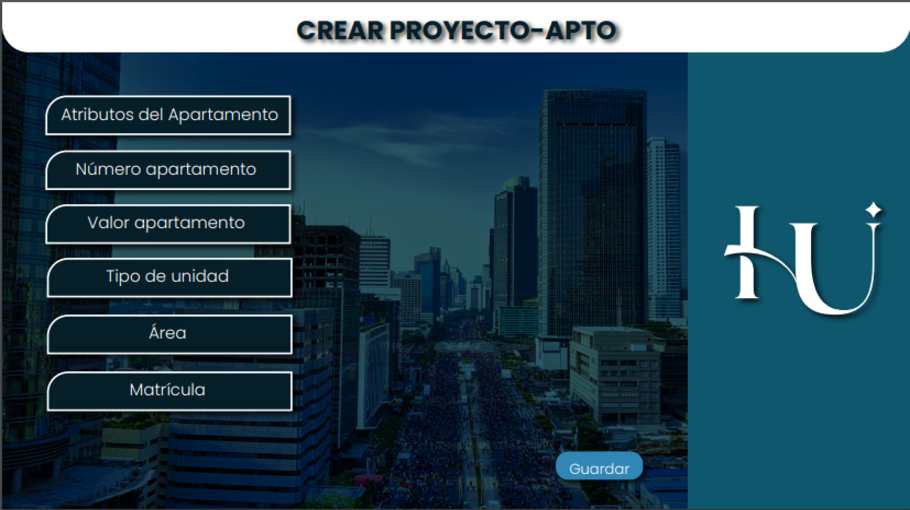 CREAR PROYECTO-APTO
Atributos del Apartamento
Número apartamento
Valor apartamento
Tipo de unidad
Área
Matrícula
Guardar
HU